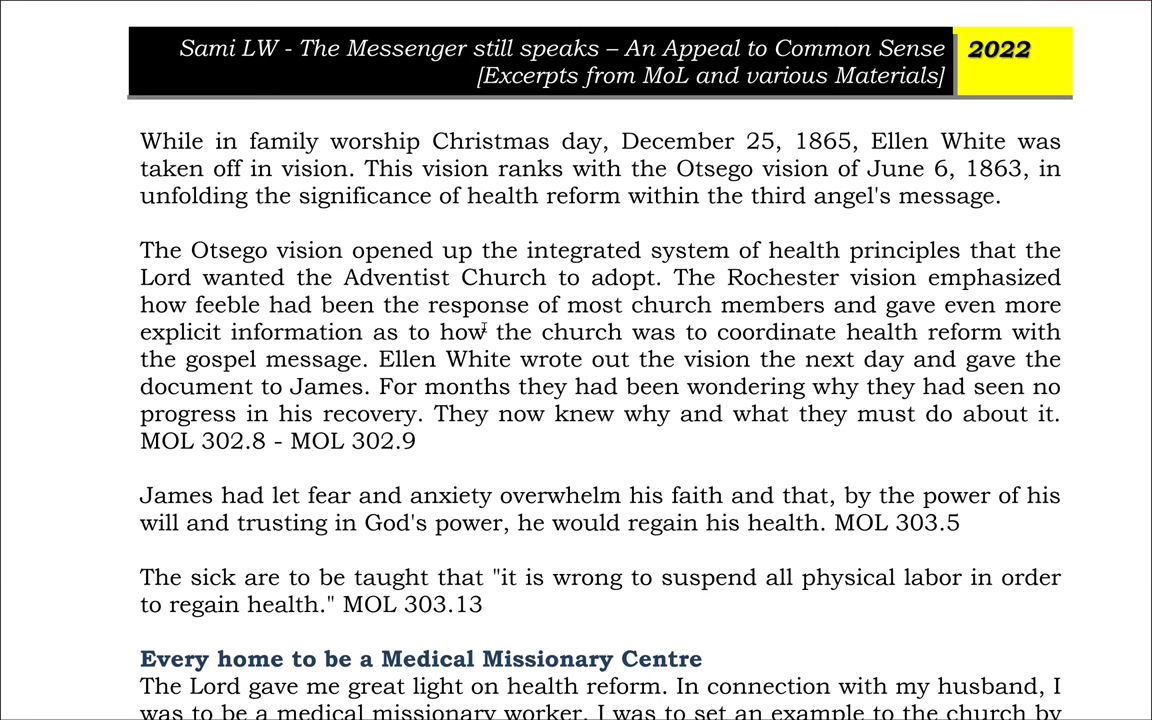 Sami LW - The Messenger still speaks – An Appeal to Common Sense
[Excerpts from MoL and various Materials]
2022
While in family worship Christmas day, December 25, 1865, Ellen White was
taken off in vision. This vision ranks with the Otsego vision of June 6, 1863, in
unfolding the significance of health reform within the third angel's message.
The Otsego vision opened up the integrated system of health principles that the
Lord wanted the Adventist Church to adopt. The Rochester vision emphasized
how feeble had been the response of most church members and gave even more
explicit information as to how the church was to coordinate health reform with
the gospel message. Ellen White wrote out the vision the next day and gave the
document to James. For months they had been wondering why they had seen no
progress in his recovery. They now knew why and what they must do about it.
MOL 302.8 - MOL 302.9
James had let fear and anxiety overwhelm his faith and that, by the power of his
will and trusting in God's power, he would regain his health. MOL 303.5
The sick are to be taught that "it is wrong to suspend all physical labor in order
to regain health." MOL 303.13
Every home to be a Medical Missionary Centre
The Lord gave me great light on health reform. In connection with my husband, I
was to be a medical missionary worker. I was to set an example to the church by